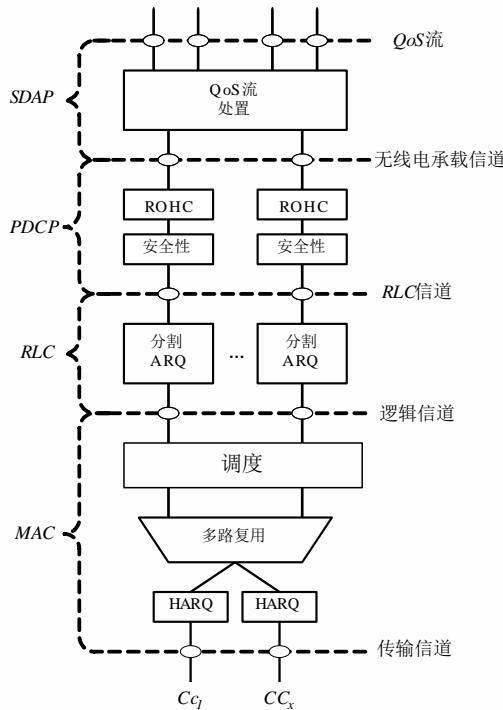 QoS流
SDAP
QoS流
处置
无线电承载信道
ROHC
ROHC
PDCP
安全性
安全性
RLC信道
RLC
分割
ARQ
...
分割
ARQ
逻辑信道
调度
MAC
多路复用
HARQ
HARQ
传输信道
Cc1
CCx